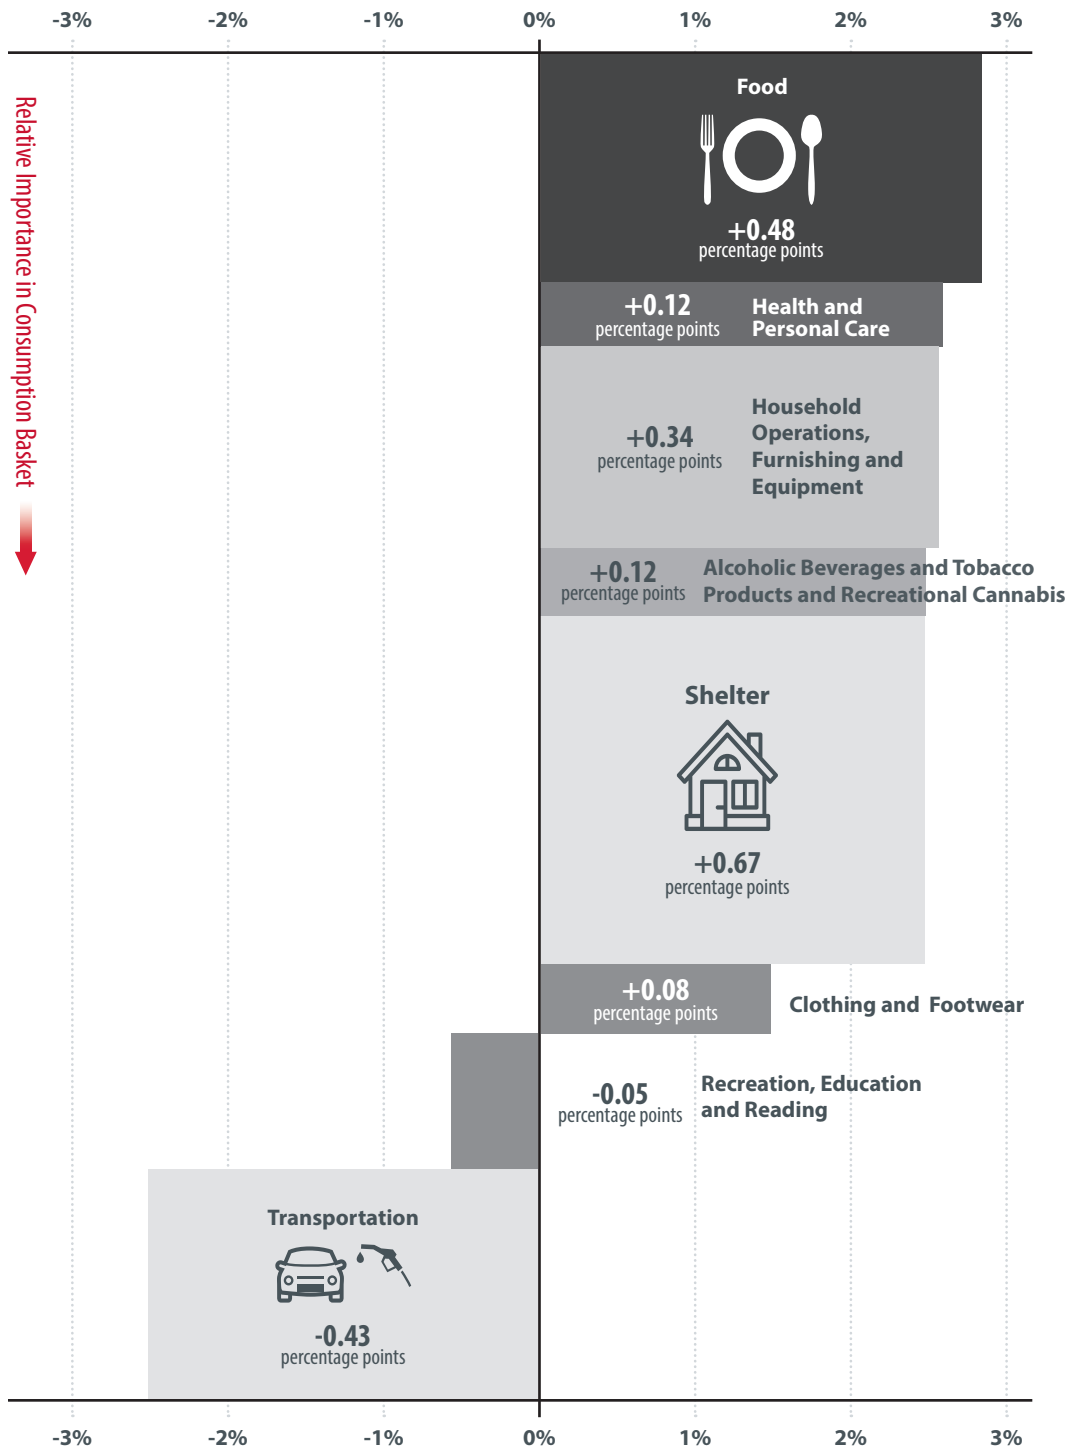 -3% -2% -1% 0% 1% 2% 3%
Relative Importance in Consumption Basket
Food
+0.48
percentage points
+0.12
percentage points
Health and
Personal Care
+0.34
percentage points
Household
Operations,
Furnishing and
Equipment
+0.12
percentage points
Alcoholic Beverages and Tobacco
Products and Recreational Cannabis
Shelter
+0.67
percentage points
+0.08
percentage points
Clothing and Footwear
-0.05
percentage points
Recreation, Education
and Reading
Transportation
-0.43
percentage points
-3% -2% -1% 0% 1% 2% 3%